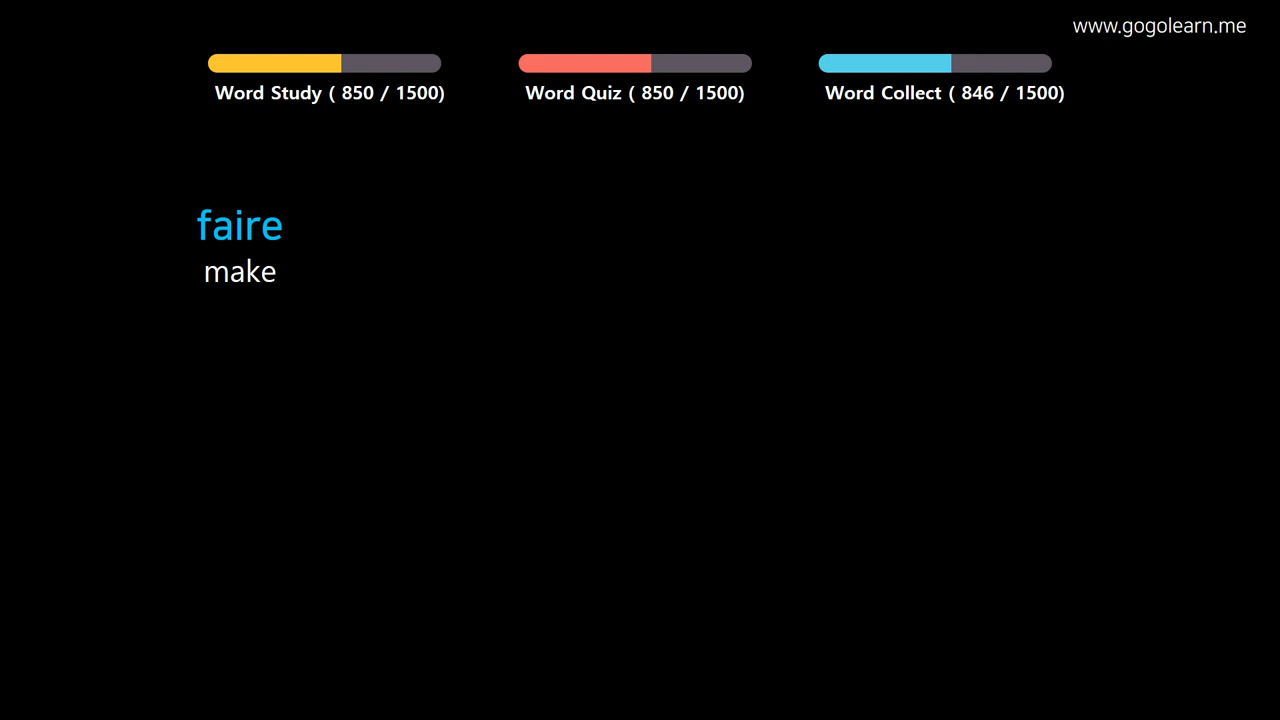 www.gogolearn.me
Word Study ( 850 / 1500)
Word Quiz ( 850 / 1500)
Word Collect ( 846 / 1500)
faire
make